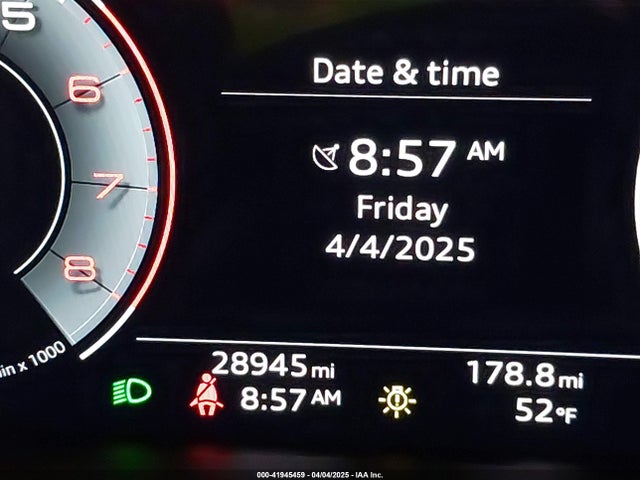 5
6
7
8
in x 1000
Date & time
8:57 AM
Friday
4/4/2025
28945 mi
8:57 AM
178.8 mi
52°F
000-41945459 - 04/04/2025 - IAA Inc.